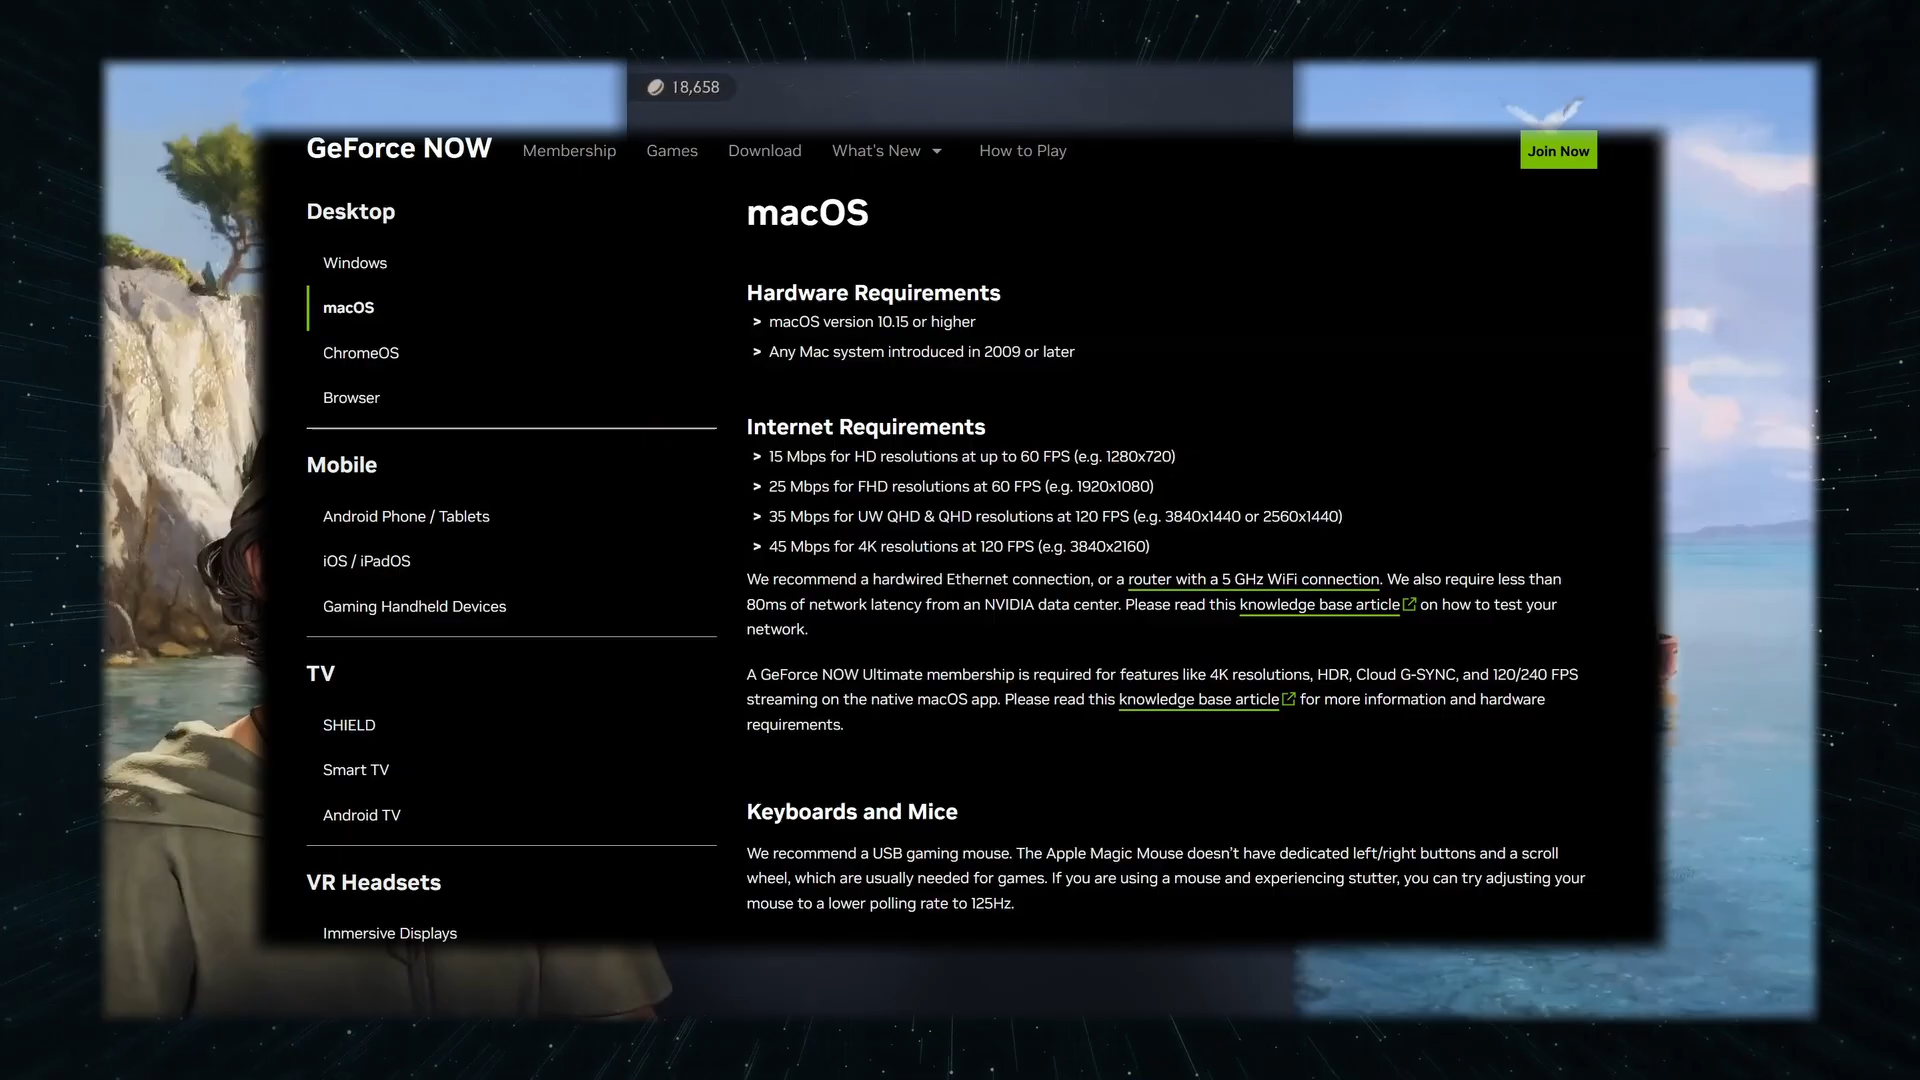 18,658
GeForce NOW
Membership
Games
Download
What's New
How to Play
Join Now
Desktop
Windows
macOS
ChromeOS
Browser
Mobile
Android Phone / Tablets
iOS / iPadOS
Gaming Handheld Devices
TV
SHIELD
Smart TV
Android TV
VR Headsets
Immersive Displays
macOS
Hardware Requirements
> macOS version 10.15 or higher
> Any Mac system introduced in 2009 or later
Internet Requirements
> 15 Mbps for HD resolutions at up to 60 FPS (e.g. 1280x720)
> 25 Mbps for FHD resolutions at 60 FPS (e.g. 1920x1080)
> 35 Mbps for UW QHD & QHD resolutions at 120 FPS (e.g. 3840x1440 or 2560x1440)
> 45 Mbps for 4K resolutions at 120 FPS (e.g. 3840x2160)
We recommend a hardwired Ethernet connection, or a router with a 5 GHz WiFi connection. We also require less than
80ms of network latency from an NVIDIA data center. Please read this knowledge base article on how to test your
network.
A GeForce NOW Ultimate membership is required for features like 4K resolutions, HDR, Cloud G-SYNC, and 120/240 FPS
streaming on the native macOS app. Please read this knowledge base article for more information and hardware
requirements.
Keyboards and Mice
We recommend a USB gaming mouse. The Apple Magic Mouse doesn't have dedicated left/right buttons and a scroll
wheel, which are usually needed for games. If you are using a mouse and experiencing stutter, you can try adjusting your
mouse to a lower polling rate to 125Hz.